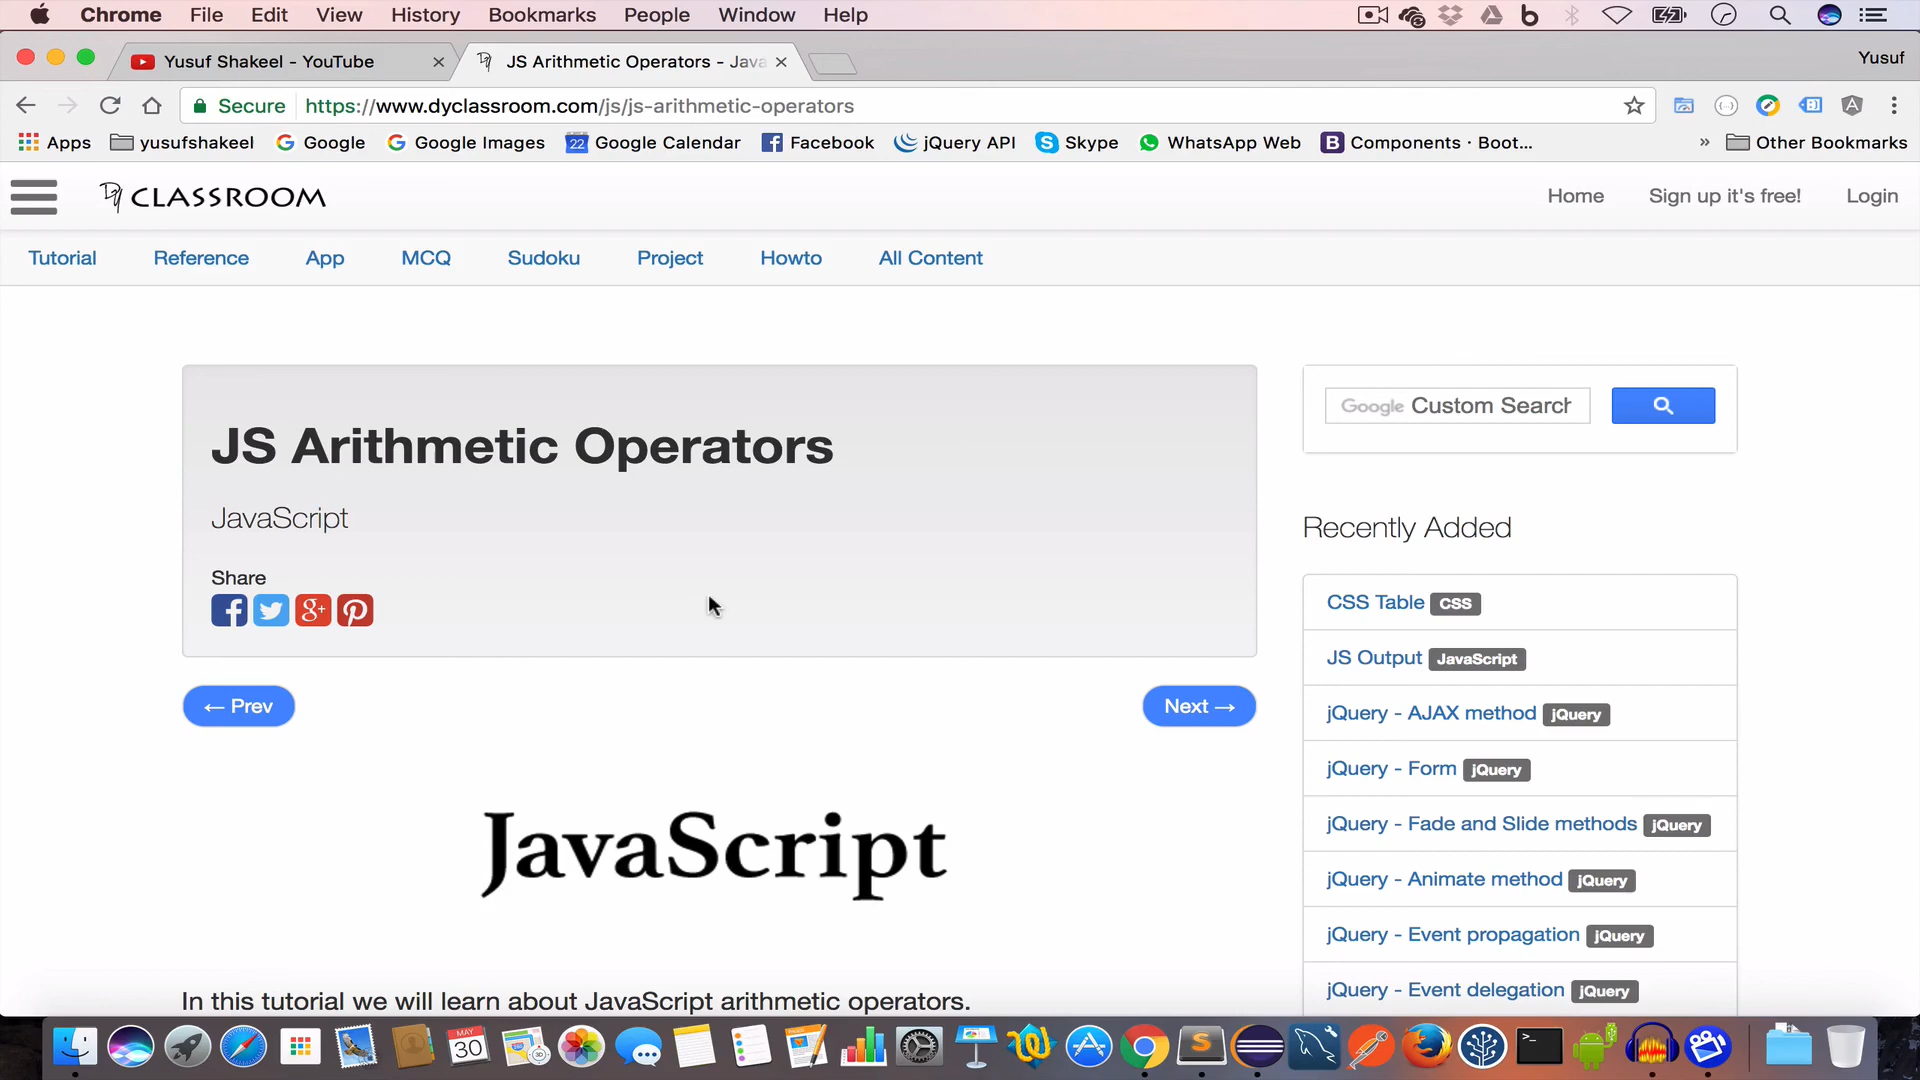 Chrome File Edit View History Bookmarks People Window Help
Yusuf Shakeel - YouTube
JS Arithmetic Operators - Java
Yusuf
Secure https://www.dyclassroom.com/js/js-arithmetic-operators
Apps yusufshakeel Google Google Images 22 Google Calendar Facebook jQuery API Skype WhatsApp Web B Components · Boot... » Other Bookmarks
CLASSROOM
Home Sign up it's free! Login
Tutorial Reference App MCQ Sudoku Project Howto All Content
JS Arithmetic Operators
JavaScript
Share
← Prev
Next →
JavaScript
In this tutorial we will learn about JavaScript arithmetic operators.
Google Custom Search
Recently Added
CSS Table CSS
JS Output JavaScript
jQuery - AJAX method jQuery
jQuery - Form jQuery
jQuery - Fade and Slide methods jQuery
jQuery - Animate method jQuery
jQuery - Event propagation jQuery
jQuery - Event delegation jQuery
MAY
30